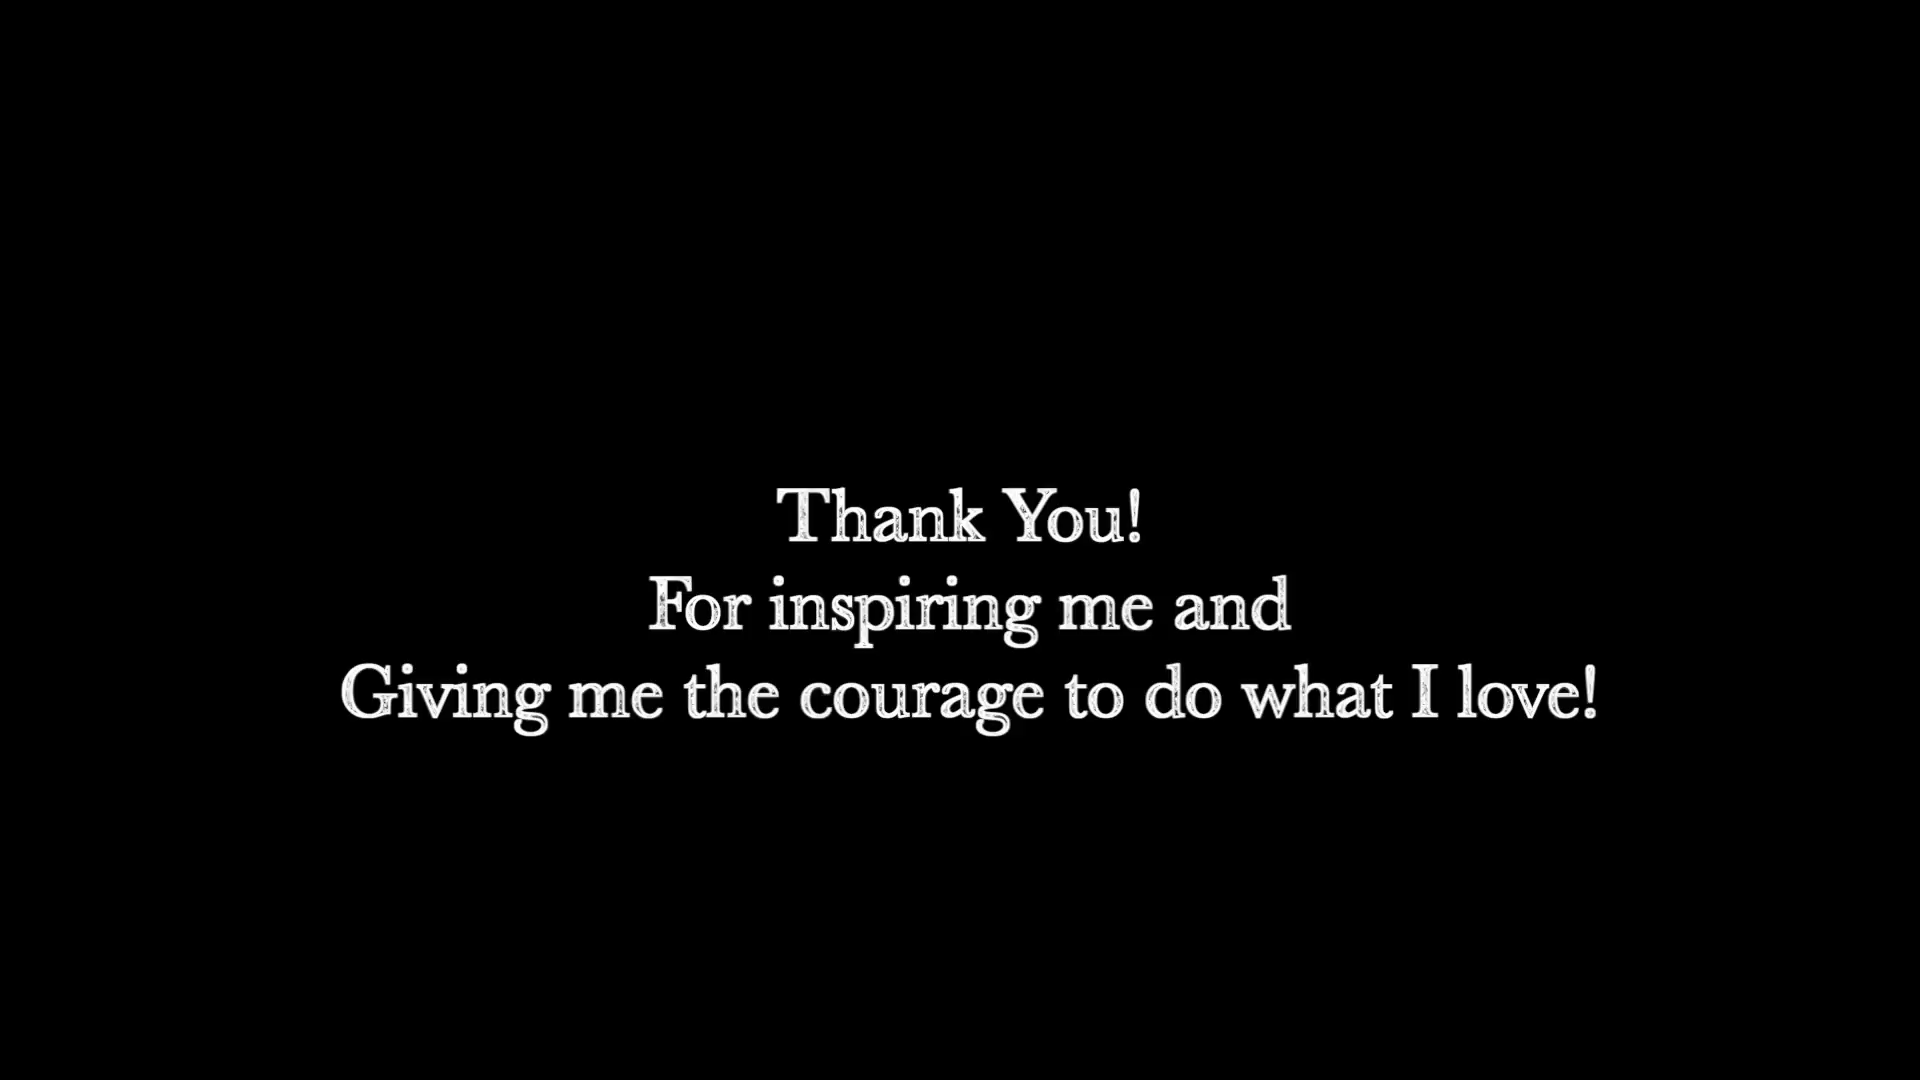 Thank You!
For inspiring me and
Giving me the courage to do what I love!